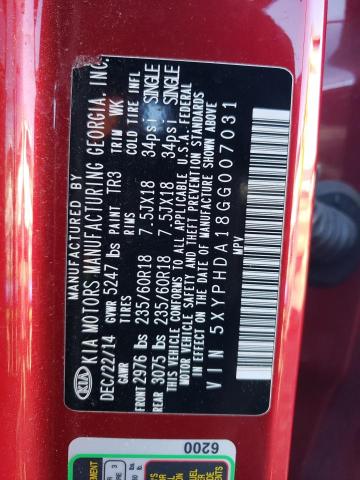 MANUFACTURED BY
KIA KIA MOTORS MANUFACTURING GEORGIA, INC.
DEC/22/14 GVWR 5247 lbs PAINT TR3 TRIM WK
GAWR TIRES RIMS COLD TIRE INFL
FRONT 2976 lbs 235/60R18 7.5JX18 34psi SINGLE
REAR 3075 lbs 235/60R18 7.5JX18 34psi SINGLE
THIS VEHICLE CONFORMS TO ALL APPLICABLE U.S.A. FEDERAL
MOTOR VEHICLE SAFETY AND THEFT PREVENTION STANDARDS
IN EFFECT ON THE DATE OF MANUFACTURE SHOWN ABOVE
VIN 5XYPHDA18GG007031
MPV
6200